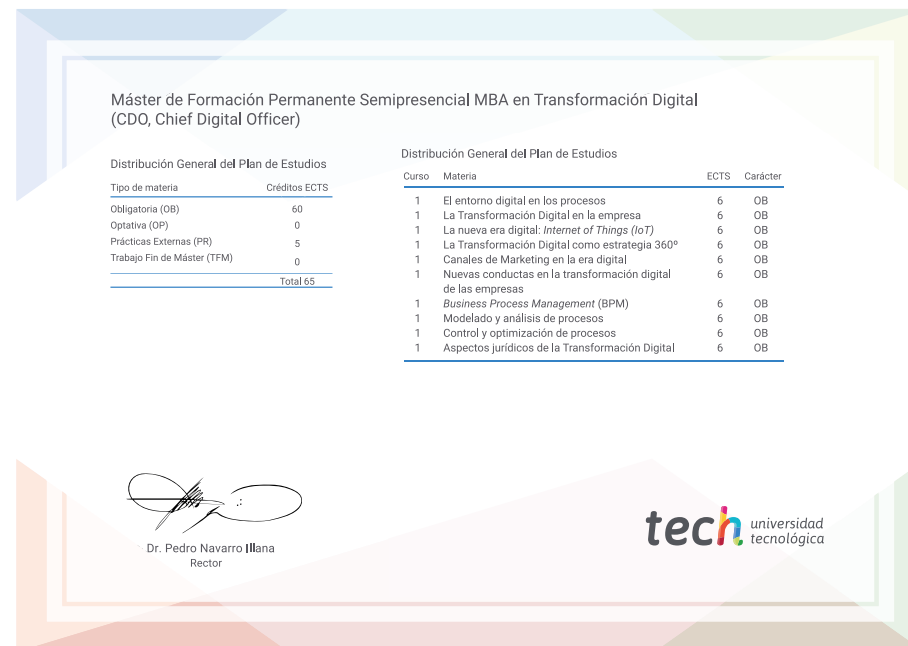 Máster de Formación Permanente Semipresencial MBA en Transformación Digital
(CDO, Chief Digital Officer)
Distribución General del Plan de Estudios
Tipo de materia Créditos ECTS
Obligatoria (OB) 60
Optativa (OP) 0
Prácticas Externas (PR) 5
Trabajo Fin de Máster (TFM) 0
Total 65
Distribución General del Plan de Estudios
Curso Materia ECTS Carácter
1 El entorno digital en los procesos 6 OB
1 La Transformación Digital en la empresa 6 OB
1 La nueva era digital: Internet of Things (IoT) 6 OB
1 La Transformación Digital como estrategia 360º 6 OB
1 Canales de Marketing en la era digital 6 OB
1 Nuevas conductas en la transformación digital 6 OB
de las empresas
1 Business Process Management (BPM) 6 OB
1 Modelado y análisis de procesos 6 OB
1 Control y optimización de procesos 6 OB
1 Aspectos jurídicos de la Transformación Digital 6 OB
Dr. Pedro Navarro Illana
Rector
tech universidad
tecnológica